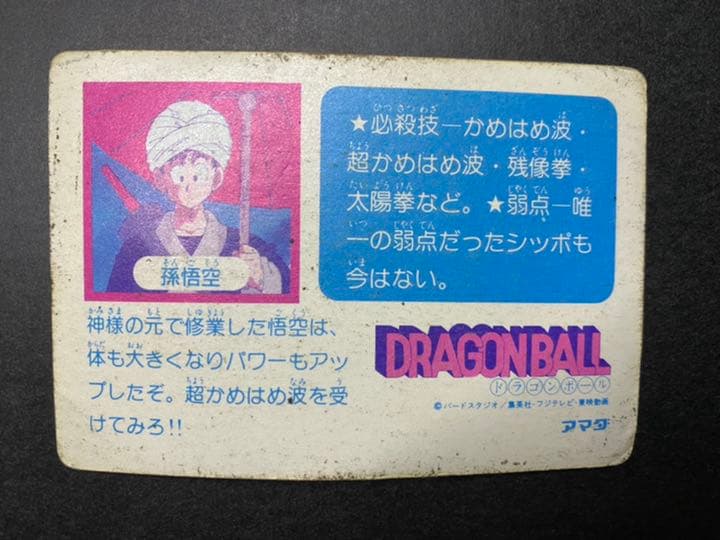 孫悟空
そんごくう
★必殺技―かめはめ波・
超かめはめ波・残像拳・
太陽拳など。★弱点―唯
一の弱点だったシッポも
今はない。
神様の元で修業した悟空は、
体も大きくなりパワーもアッ
プしたぞ。超かめはめ波を受
けてみろ!!
DRAGON BALL
ドラゴンボール
©バードスタジオ/集英社・フジテレビ・東映動画
アマダ